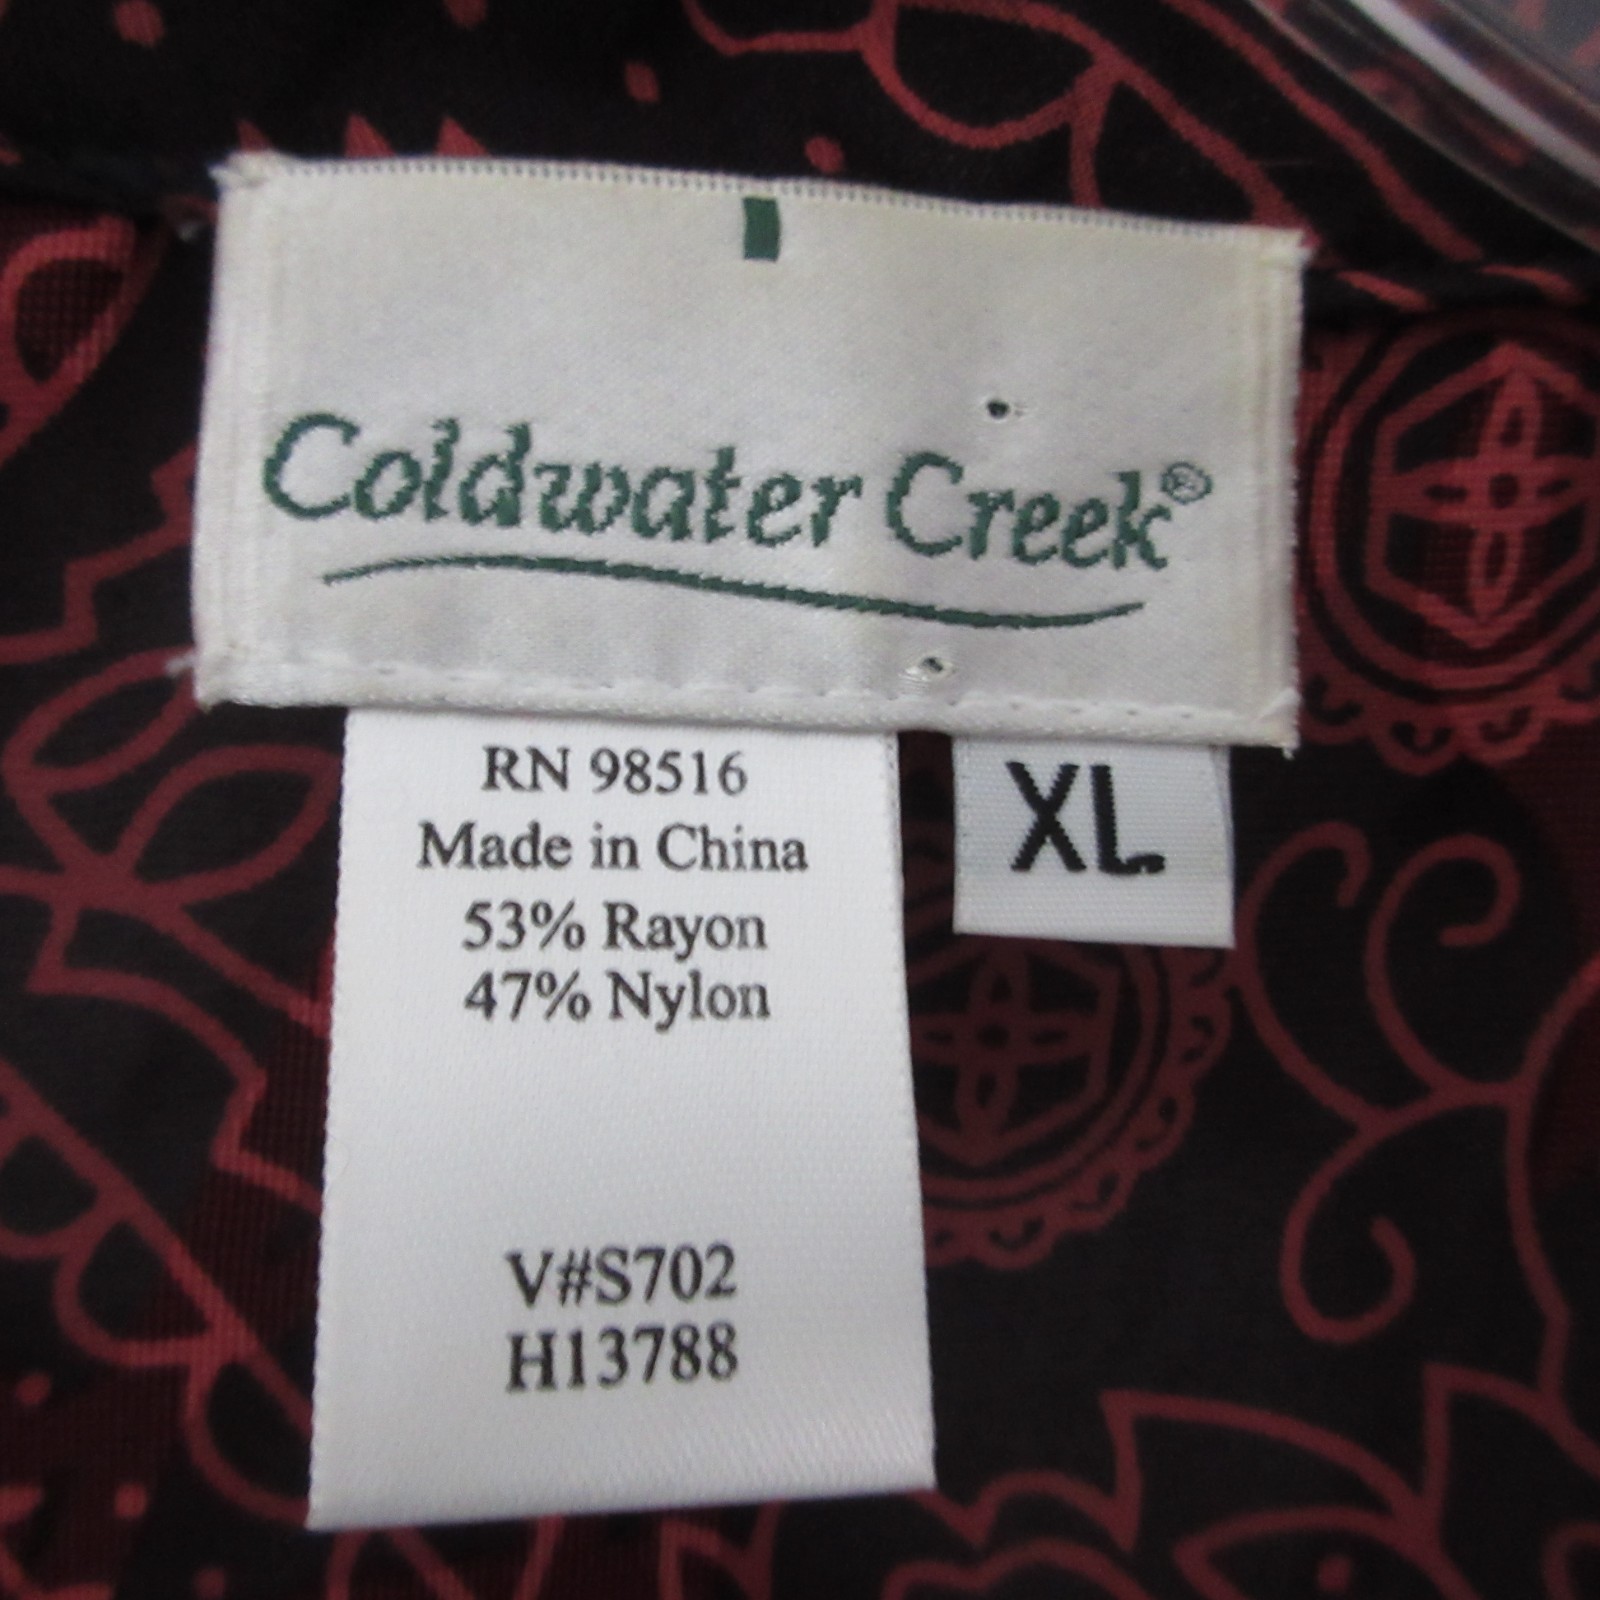 Coldwater Creek®
RN 98516
Made in China
53% Rayon
47% Nylon
V#S702
H13788
XL